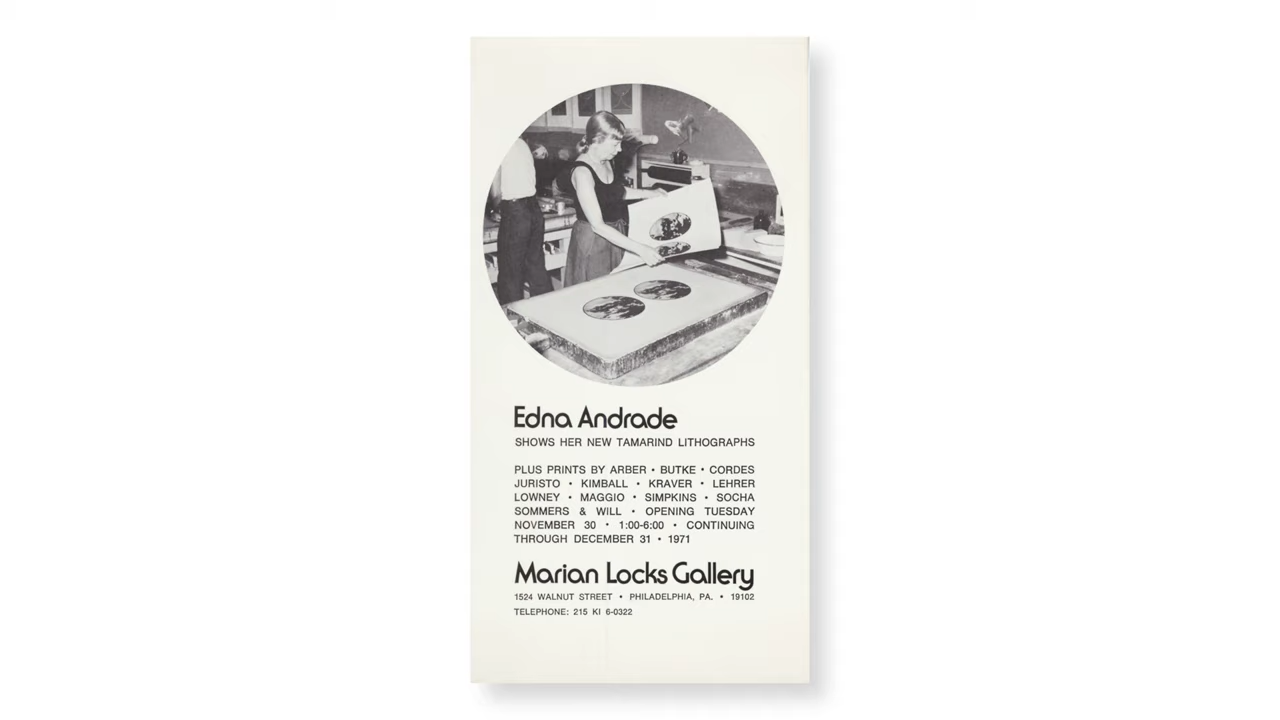 Edna Andrade
SHOWS HER NEW TAMARIND LITHOGRAPHS
PLUS PRINTS BY ARBER • BUTKE • CORDES
JURISTO • KIMBALL • KRAVER • LEHRER
LOWNEY • MAGGIO • SIMPKINS • SOCHA
SOMMERS & WILL • OPENING TUESDAY
NOVEMBER 30 • 1:00-6:00 • CONTINUING
THROUGH DECEMBER 31 • 1971
Marian Locks Gallery
1524 WALNUT STREET • PHILADELPHIA, PA. • 19102
TELEPHONE: 215 KI 6-0322